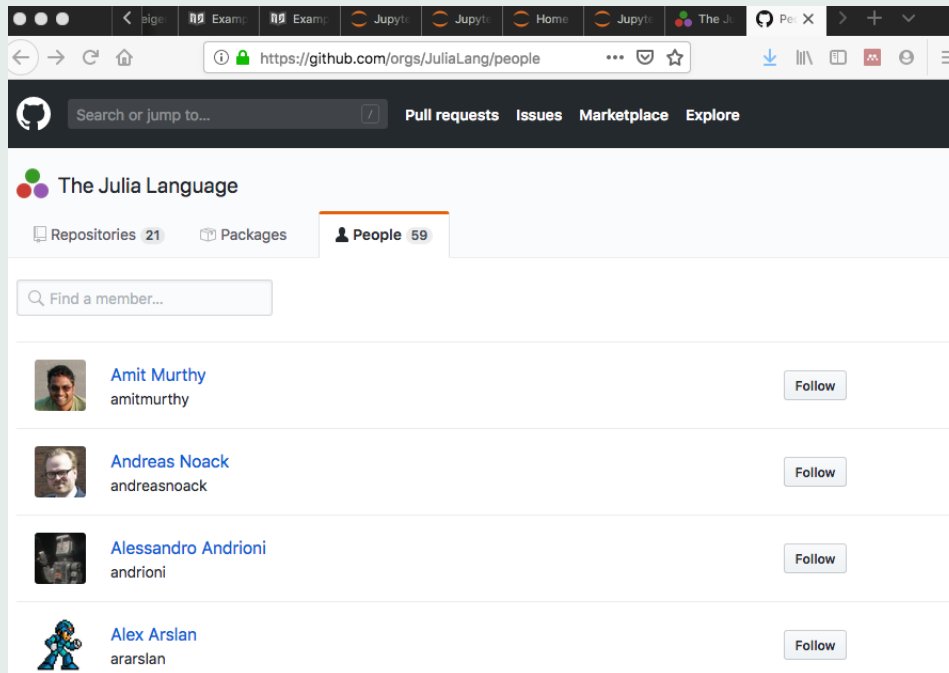 eige
Examp
Examp
Jupyte
Jupyte
Home
Jupyte
The Ju
Pe
https://github.com/orgs/JuliaLang/people
Search or jump to...
/
Pull requests Issues Marketplace Explore
The Julia Language
Repositories 21 Packages People 59
Find a member...
Amit Murthy
amitmurthy
Follow
Andreas Noack
andreasnoack
Follow
Alessandro Andrioni
andrioni
Follow
Alex Arslan
ararslan
Follow